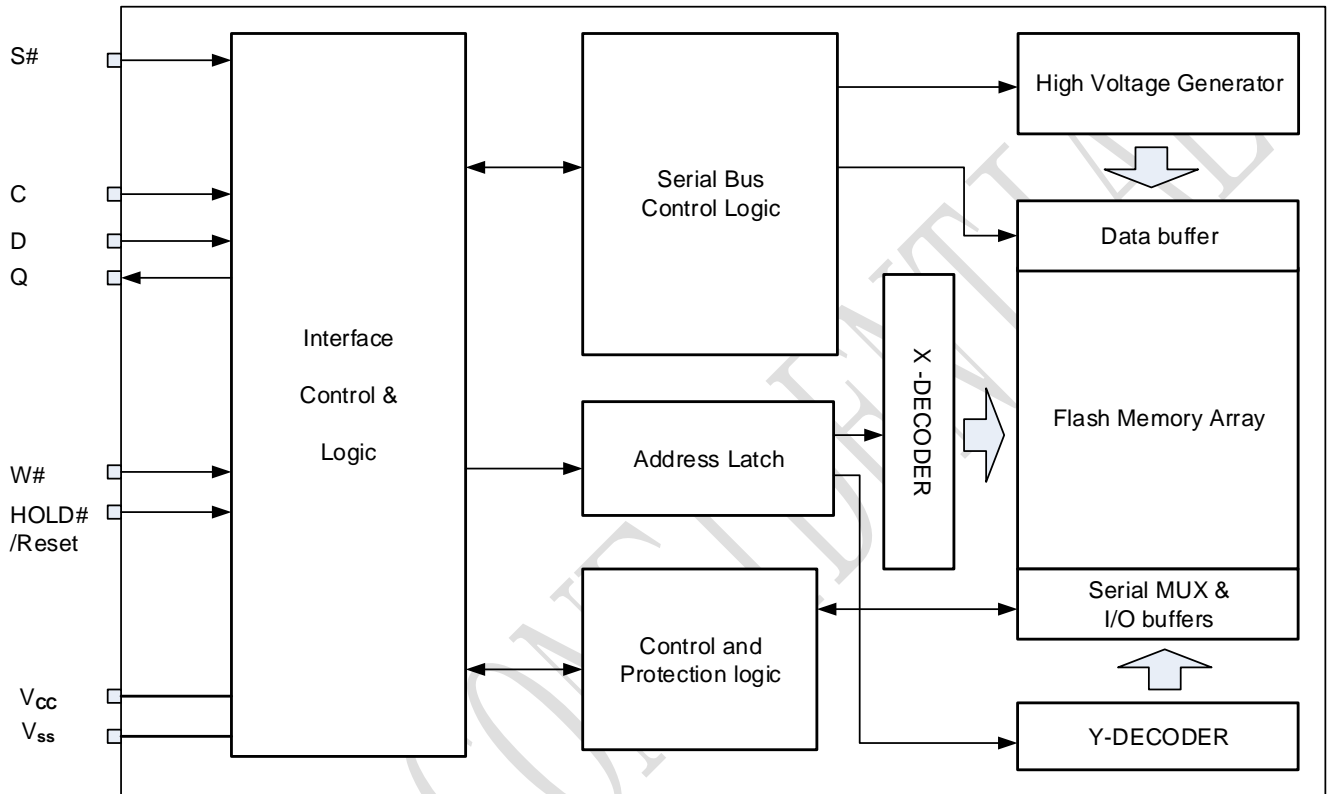 S#
C
D
Q
W#
HOLD#
/Reset
Vcc
Vss
Interface
Control &
Logic
Serial Bus
Control Logic
Address Latch
Control and
Protection logic
X -DECODER
High Voltage Generator
Data buffer
Flash Memory Array
Serial MUX &
I/O buffers
Y-DECODER
CONFIDENTIAL